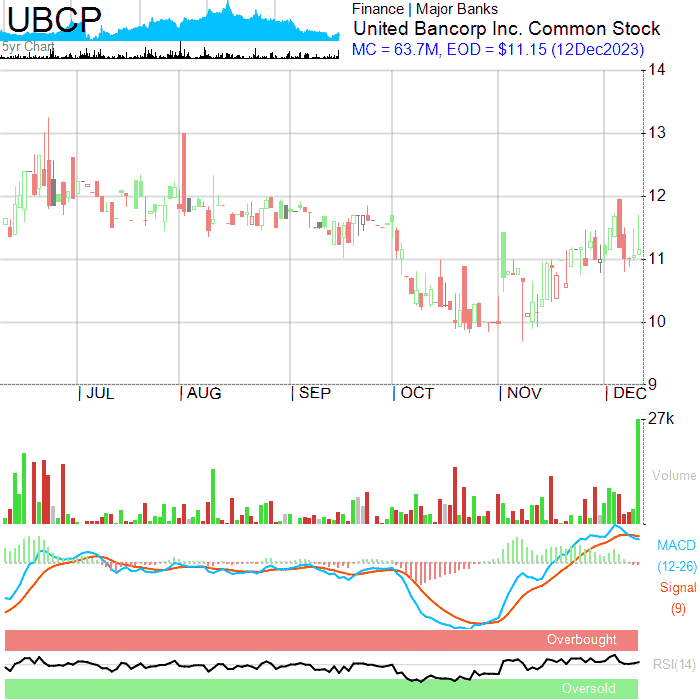 UBCP
5yr Chart
Finance | Major Banks
United Bancorp Inc. Common Stock
MC = 63.7M, EOD = $11.15 (12Dec2023)
14
13
12
11
10
9
JUL
AUG
SEP
OCT
NOV
DEC
27k
Volume
MACD
(12-26)
Signal
(9)
Overbought
RSI(14)
Oversold